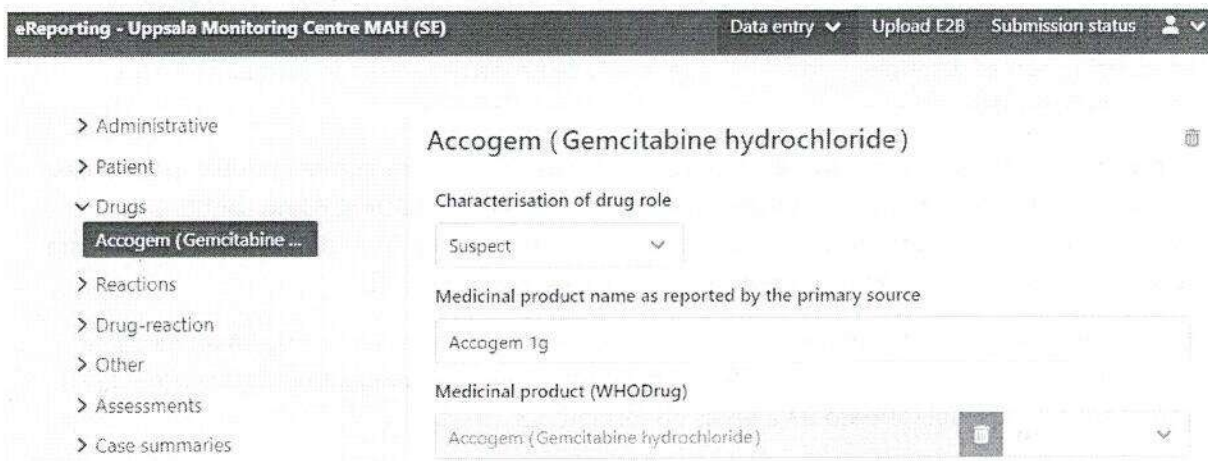 eReporting - Uppsala Monitoring Centre MAH (SE) Data entry Upload E2B Submission status
Administrative
Patient
Drugs
Accogem (Gemcitabine ...
Reactions
Drug-reaction
Other
Assessments
Case summaries
Accogem (Gemcitabine hydrochloride)
Characterisation of drug role
Suspect
Medicinal product name as reported by the primary source
Accogem 1g
Medicinal product (WHODrug)
Accogem (Gemcitabine hydrochloride)